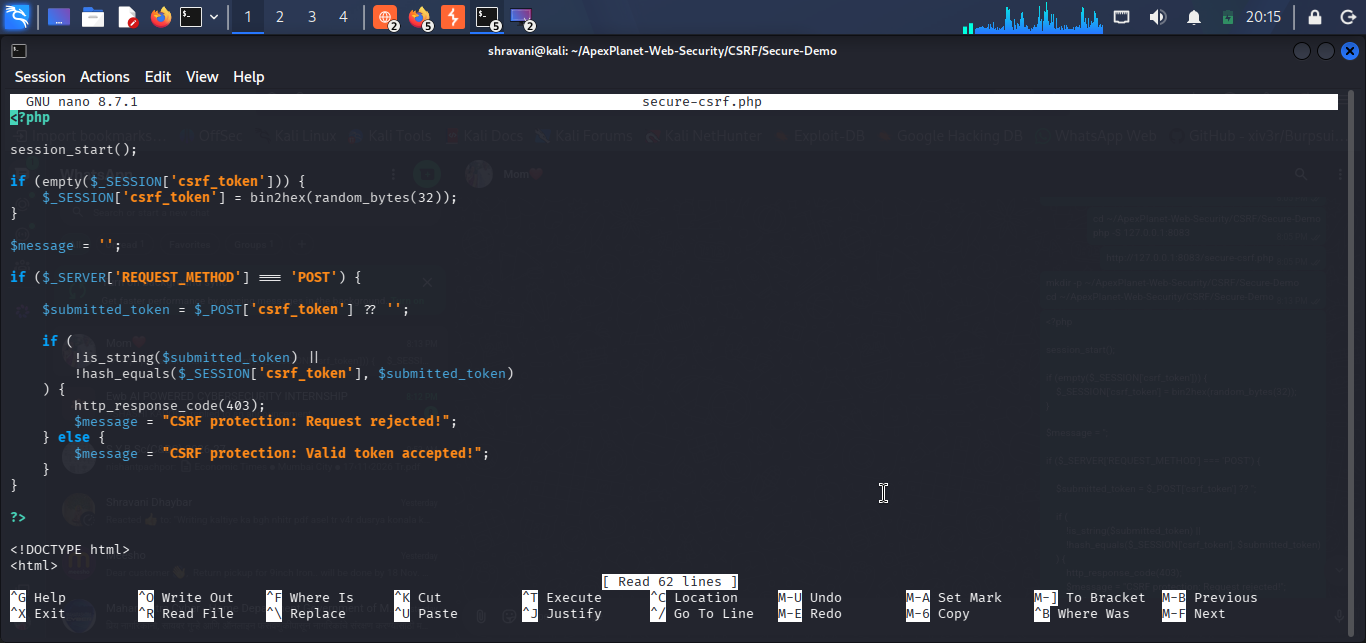 1 2 3 4 2 5 5 2 20:15
shravani@kali: ~/ApexPlanet-Web-Security/CSRF/Secure-Demo
Session Actions Edit View Help
GNU nano 8.7.1 secure-csrf.php
<?php
session_start();
if (empty($_SESSION['csrf_token'])) {
$_SESSION['csrf_token'] = bin2hex(random_bytes(32));
}
$message = '';
if ($_SERVER['REQUEST_METHOD'] === 'POST') {
$submitted_token = $_POST['csrf_token'] ?? '';
if (
!is_string($submitted_token) ||
!hash_equals($_SESSION['csrf_token'], $submitted_token)
) {
http_response_code(403);
$message = "CSRF protection: Request rejected!";
} else {
$message = "CSRF protection: Valid token accepted!";
}
}
?>
<!DOCTYPE html>
<html>
[ Read 62 lines ]
^G Help ^O Write Out ^F Where Is ^K Cut ^T Execute ^C Location M-U Undo M-A Set Mark M-] To Bracket M-B Previous
^X Exit ^R Read File ^\ Replace ^U Paste ^J Justify ^/ Go To Line M-E Redo M-6 Copy ^B Where Was M-F Next